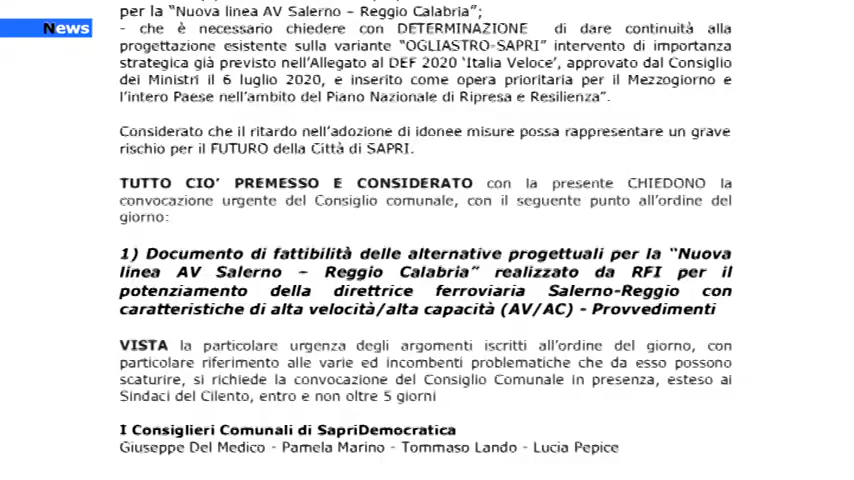 per la “Nuova linea AV Salerno – Reggio Calabria”;
News
- che è necessario chiedere con DETERMINAZIONE di dare continuità alla
progettazione esistente sulla variante “OGLIASTRO-SAPRI” intervento di importanza
strategica già previsto nell’Allegato al DEF 2020 ‘Italia Veloce’, approvato dal Consiglio
dei Ministri il 6 luglio 2020, e inserito come opera prioritaria per il Mezzogiorno e
l’intero Paese nell’ambito del Piano Nazionale di Ripresa e Resilienza”.
Considerato che il ritardo nell’adozione di idonee misure possa rappresentare un grave
rischio per il FUTURO della Città di SAPRI.
TUTTO CIO’ PREMESSO E CONSIDERATO con la presente CHIEDONO la
convocazione urgente del Consiglio comunale, con il seguente punto all’ordine del
giorno:
1) Documento di fattibilità delle alternative progettuali per la “Nuova
linea AV Salerno – Reggio Calabria” realizzato da RFI per il
potenziamento della direttrice ferroviaria Salerno-Reggio con
caratteristiche di alta velocità/alta capacità (AV/AC) - Provvedimenti
VISTA la particolare urgenza degli argomenti iscritti all’ordine del giorno, con
particolare riferimento alle varie ed incombenti problematiche che da esso possono
scaturire, si richiede la convocazione del Consiglio Comunale in presenza, esteso ai
Sindaci del Cilento, entro e non oltre 5 giorni
I Consiglieri Comunali di SapriDemocratica
Giuseppe Del Medico - Pamela Marino - Tommaso Lando - Lucia Pepice